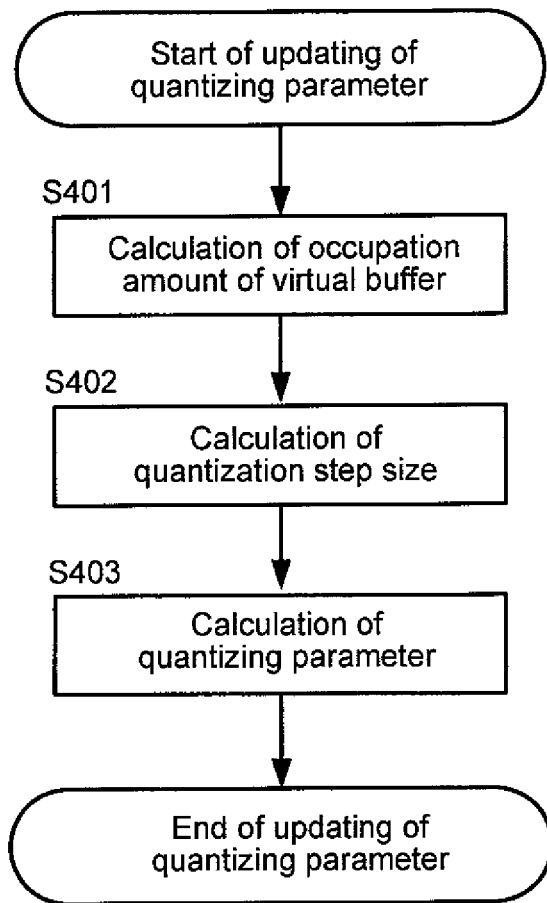 Start of updating of
quantizing parameter
S401
Calculation of occupation
amount of virtual buffer
S402
Calculation of
quantization step size
S403
Calculation of
quantizing parameter
End of updating of
quantizing parameter